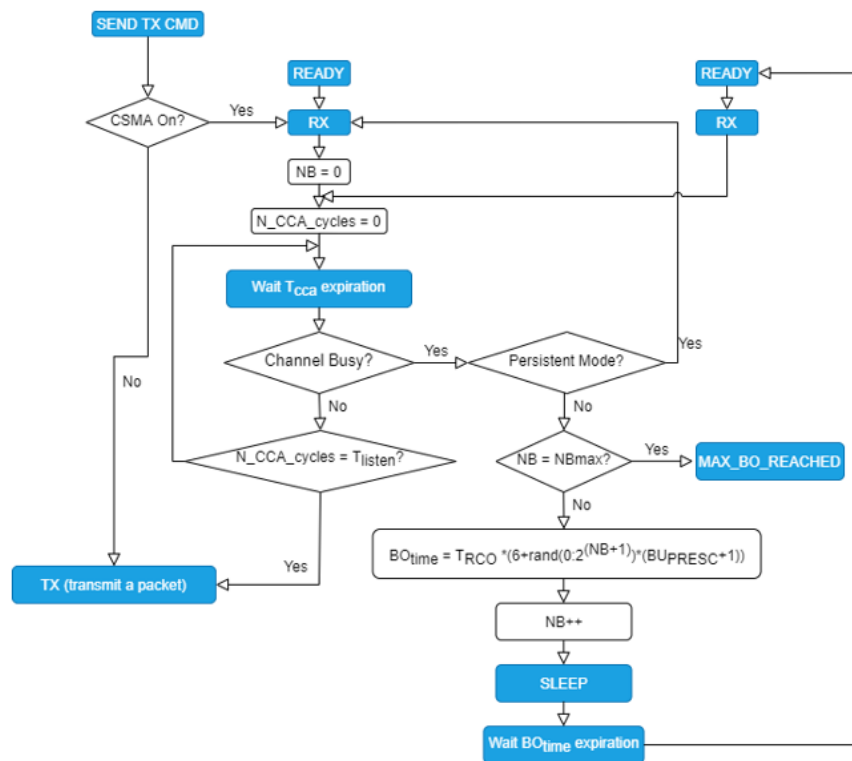 SEND TX CMD
READY
READY
CSMA On?
Yes
RX
RX
NB = 0
N_CCA_cycles = 0
Wait Tcca expiration
Channel Busy?
Yes
Persistent Mode?
Yes
No
No
No
N_CCA_cycles = Tlisten?
NB = NBmax?
Yes
MAX_BO_REACHED
No
BOtime = TRCO *(6+rand(0:2^(NB+1))*(BUPRESC+1))
Yes
TX (transmit a packet)
NB++
SLEEP
Wait BOtime expiration